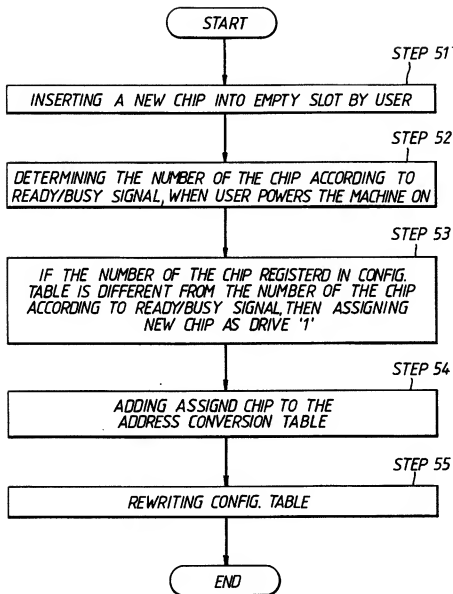 START
STEP 51
INSERTING A NEW CHIP INTO EMPTY SLOT BY USER
STEP 52
DETERMINING THE NUMBER OF THE CHIP ACCORDING TO
READY/BUSY SIGNAL, WHEN USER POWERS THE MACHINE ON
STEP 53
IF THE NUMBER OF THE CHIP REGISTERD IN CONFIG.
TABLE IS DIFFERENT FROM THE NUMBER OF THE CHIP
ACCORDING TO READY/BUSY SIGNAL, THEN ASSIGNING
NEW CHIP AS DRIVE '1'
STEP 54
ADDING ASSIGND CHIP TO THE
ADDRESS CONVERSION TABLE
STEP 55
REWRITING CONFIG. TABLE
END